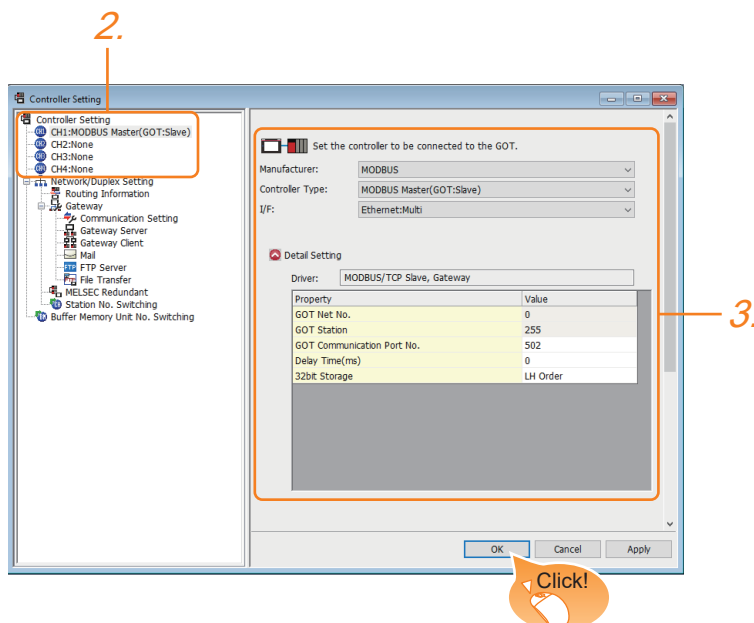 2.
Controller Setting
Controller Setting
CH1:MODBUS Master(GOT:Slave)
CH2:None
CH3:None
CH4:None
Network/Duplex Setting
Routing Information
Gateway
Communication Setting
Gateway Server
Gateway Client
Mail
FTP Server
File Transfer
MELSEC Redundant
Station No. Switching
Buffer Memory Unit No. Switching
Set the controller to be connected to the GOT.
Manufacturer: MODBUS
Controller Type: MODBUS Master(GOT:Slave)
I/F: Ethernet:Multi
Detail Setting
Driver: MODBUS/TCP Slave, Gateway
Property Value
GOT Net No. 0
GOT Station 255
GOT Communication Port No. 502
Delay Time(ms) 0
32bit Storage LH Order
3.
OK Cancel Apply
Click!